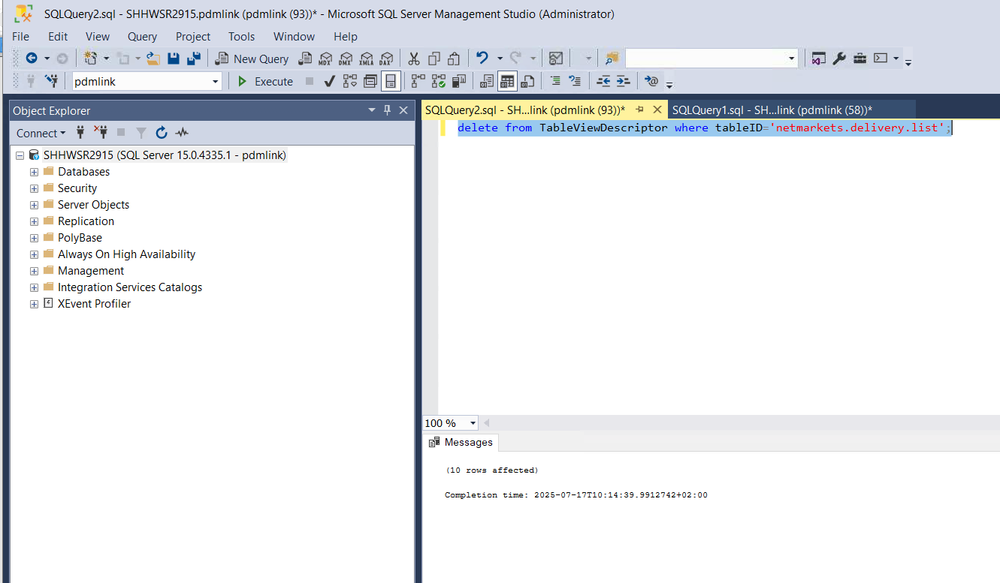 SQLQuery2.sql - SHHWSR2915.pdmlink (pdmlink (93))* - Microsoft SQL Server Management Studio (Administrator)
File Edit View Query Project Tools Window Help
New Query MDX DMX XMLA DAX
pdmlink Execute
Object Explorer
Connect
SHHWSR2915 (SQL Server 15.0.4335.1 - pdmlink)
Databases
Security
Server Objects
Replication
PolyBase
Always On High Availability
Management
Integration Services Catalogs
XEvent Profiler
SQLQuery2.sql - SH...link (pdmlink (93))* SQLQuery1.sql - SH...link (pdmlink (58))*
delete from TableViewDescriptor where tableID='netmarkets.delivery.list';
100 %
Messages
(10 rows affected)
Completion time: 2025-07-17T10:14:39.9912742+02:00